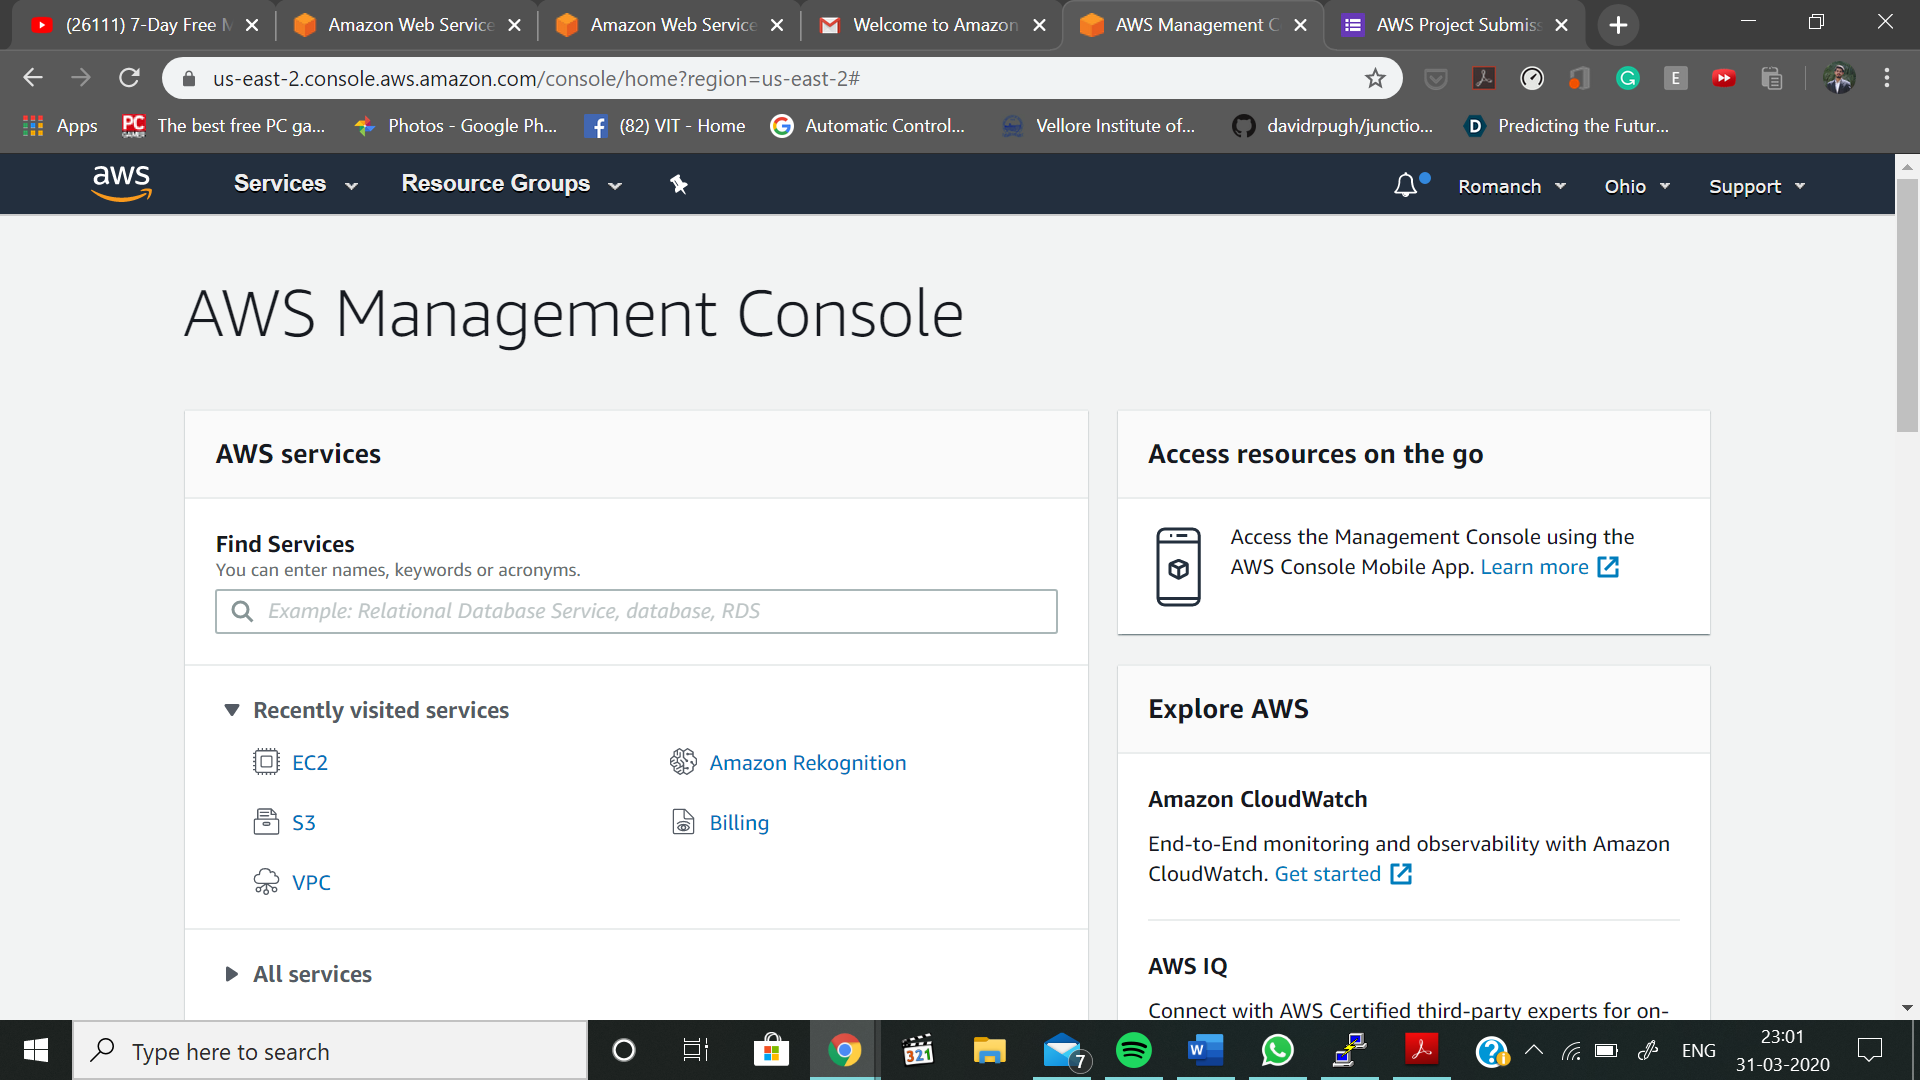 (26111) 7-Day Free
Amazon Web Service
Amazon Web Service
Welcome to Amazon
AWS Management C
AWS Project Submiss
us-east-2.console.aws.amazon.com/console/home?region=us-east-2#
E
Apps
PC GAMER
The best free PC ga...
Photos - Google Ph...
(82) VIT - Home
Automatic Control...
Vellore Institute of...
davidrpugh/junctio...
D
Predicting the Futur...
aws
Services
Resource Groups
Romanch
Ohio
Support
AWS Management Console
AWS services
Find Services
You can enter names, keywords or acronyms.
Example: Relational Database Service, database, RDS
Recently visited services
EC2
Amazon Rekognition
S3
Billing
VPC
All services
Access resources on the go
Access the Management Console using the
AWS Console Mobile App. Learn more
Explore AWS
Amazon CloudWatch
End-to-End monitoring and observability with Amazon
CloudWatch. Get started
AWS IQ
Connect with AWS Certified third-party experts for on-
Type here to search
321
7
W
ENG
23:01
31-03-2020